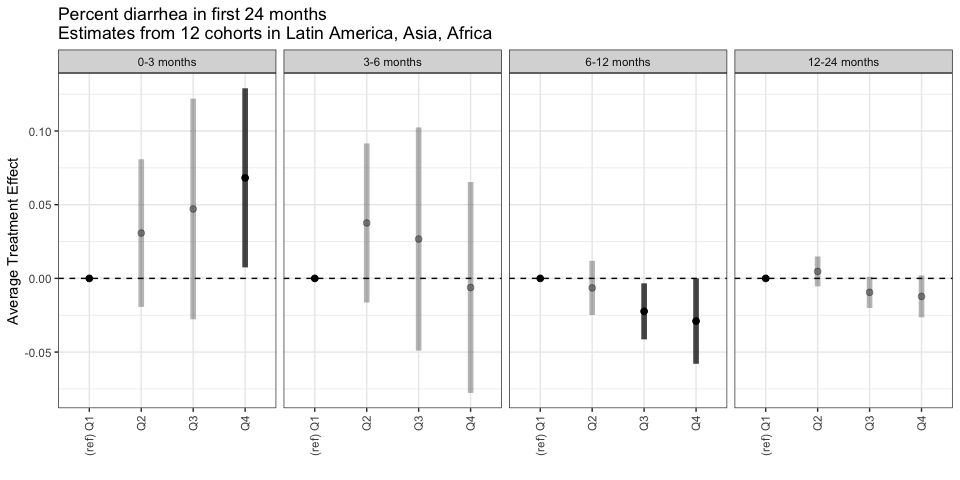 Percent diarrhea in first 24 months
Estimates from 12 cohorts in Latin America, Asia, Africa
0-3 months
3-6 months
6-12 months
12-24 months
Average Treatment Effect
0.10
0.05
0.00
-0.05
(ref) Q1
Q2
Q3
Q4
(ref) Q1
Q2
Q3
Q4
(ref) Q1
Q2
Q3
Q4
(ref) Q1
Q2
Q3
Q4